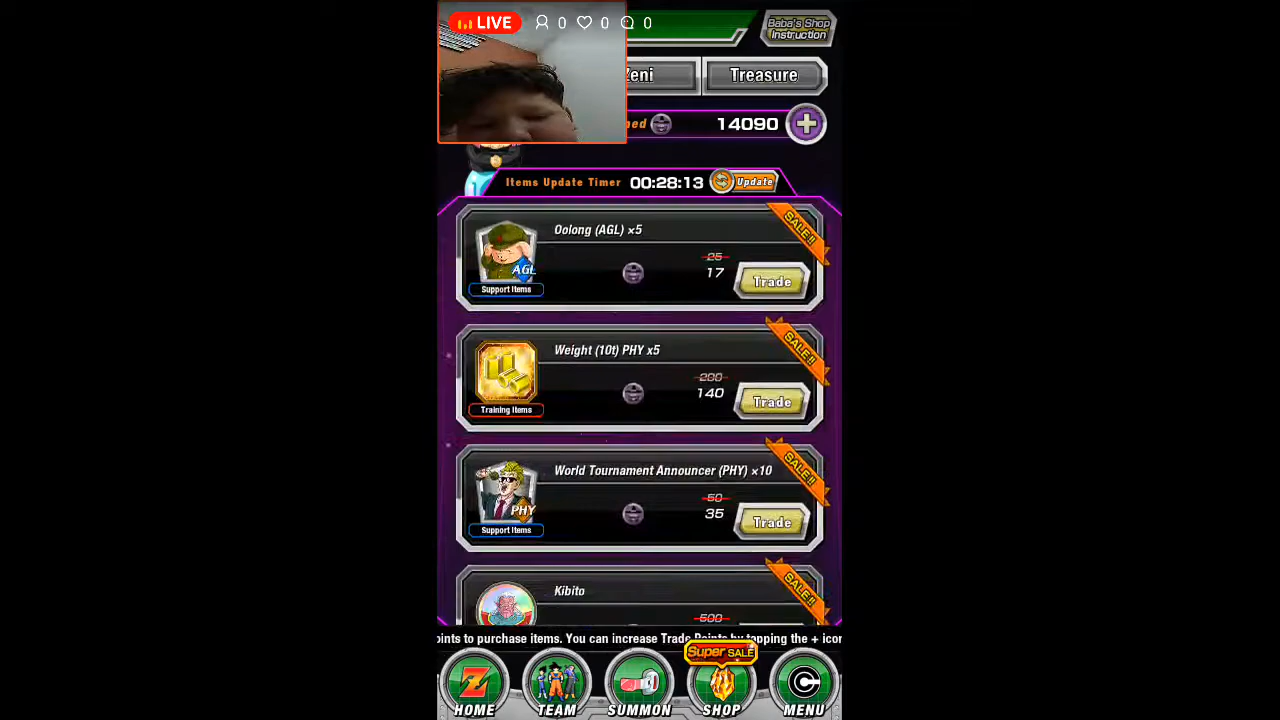 LIVE 0 0 0
Baba's Shop
Instruction
Zeni
Treasure
ned 14090
Items Update Timer 00:28:13 Update
SALE!!
Oolong (AGL) ×5
25
17
Trade
AGL
Support Items
SALE!!
Weight (10t) PHY x5
200
140
Trade
Training Items
SALE!!
World Tournament Announcer (PHY) ×10
50
35
Trade
PHY
Support Items
SALE!!
Kibito
500
oints to purchase items. You can increase Trade Points by tapping the + icor
Super SALE
HOME TEAM SUMMON SHOP MENU